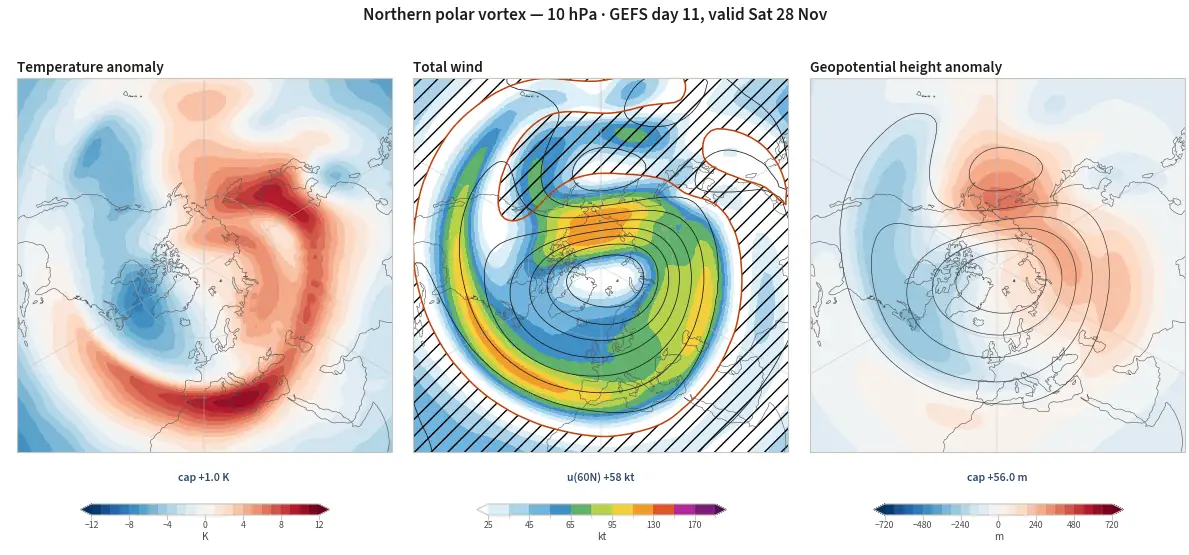 Northern polar vortex — 10 hPa · GEFS day 11, valid Sat 28 Nov
Temperature anomaly
Total wind
Geopotential height anomaly
cap +1.0 K
u(60N) +58 kt
cap +56.0 m
−12 −8 −4 0 4 8 12
K
25 45 65 95 130 170
kt
−720 −480 −240 0 240 480 720
m